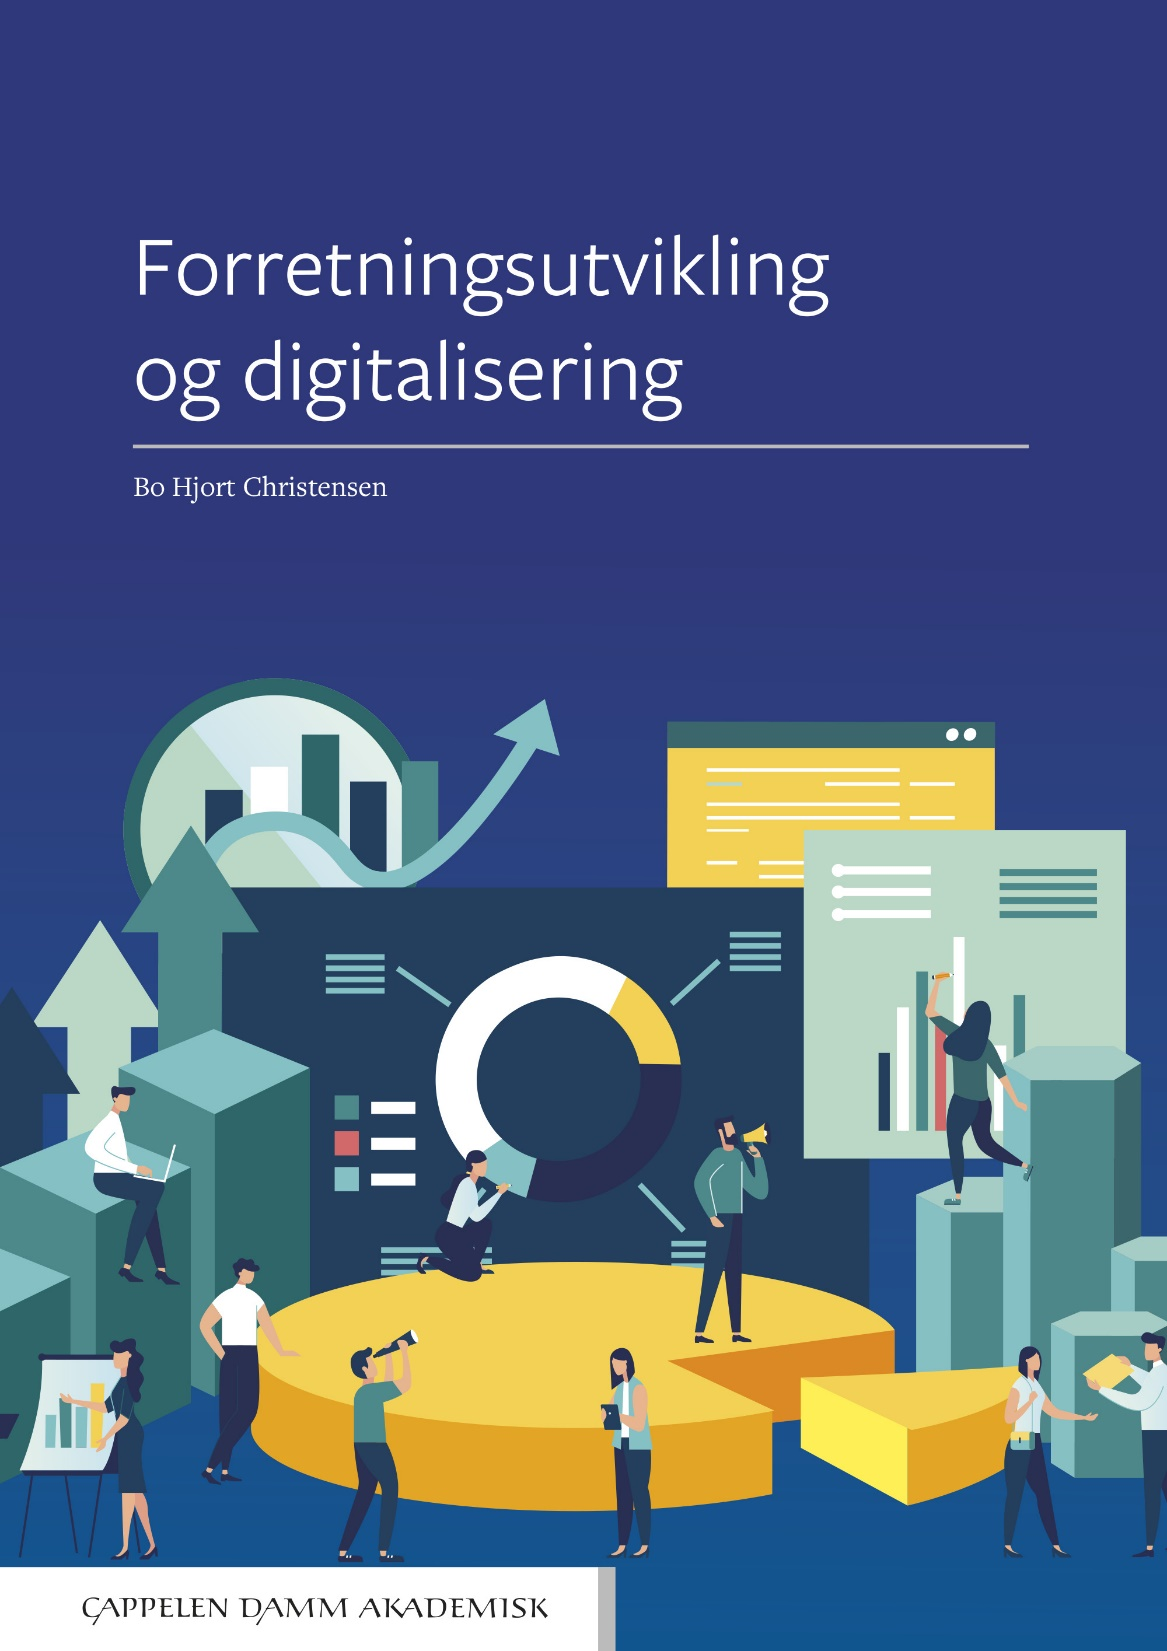 Forretningsutvikling
og digitalisering
Bo Hjort Christensen
CAPPELEN DAMM AKADEMISK